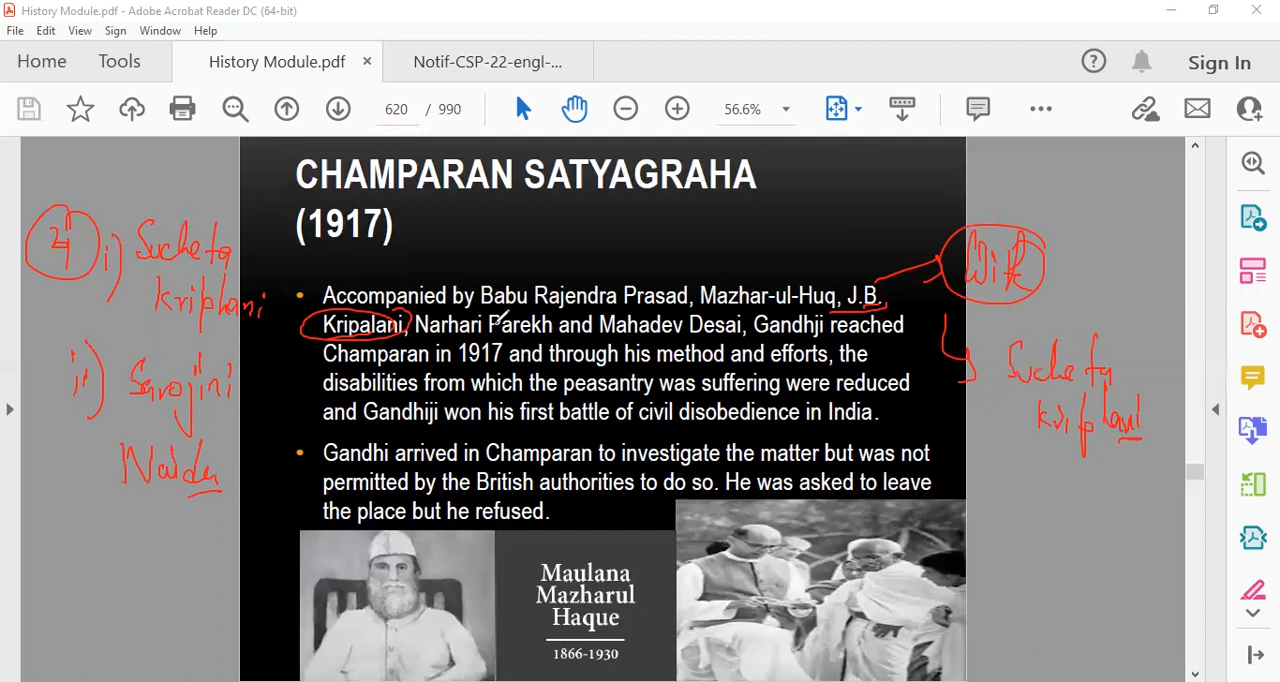 History Module.pdf - Adobe Acrobat Reader DC (64-bit)
File Edit View Sign Window Help
Home Tools History Module.pdf × Notif-CSP-22-engl-... Sign In
620 / 990 56.6%
CHAMPARAN SATYAGRAHA
(1917)
• Accompanied by Babu Rajendra Prasad, Mazhar-ul-Huq, J.B.
Kripalani, Narhari Parekh and Mahadev Desai, Gandhji reached
Champaran in 1917 and through his method and efforts, the
disabilities from which the peasantry was suffering were reduced
and Gandhiji won his first battle of civil disobedience in India.
• Gandhi arrived in Champaran to investigate the matter but was not
permitted by the British authorities to do so. He was asked to leave
the place but he refused.
Maulana
Mazharul
Haque
1866-1930
i) Sucheta
Kriplani
ii) Sarojini
Naidu
Wife
Sucheta
Kriplani